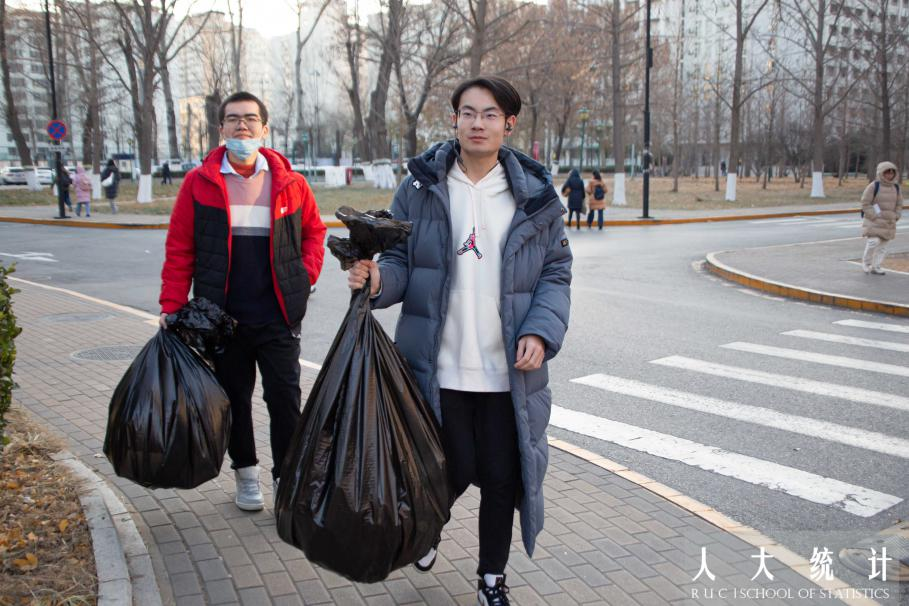 人大统计
RUC | SCHOOL OF STATISTICS